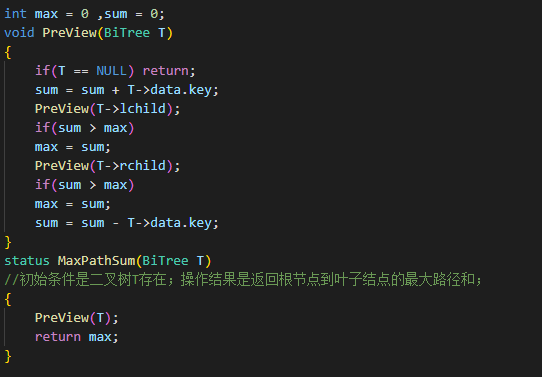 int max = 0 ,sum = 0;
void PreView(BiTree T)
{
    if(T == NULL) return;
    sum = sum + T->data.key;
    PreView(T->lchild);
    if(sum > max)
    max = sum;
    PreView(T->rchild);
    if(sum > max)
    max = sum;
    sum = sum - T->data.key;
}
status MaxPathSum(BiTree T)
//初始条件是二叉树T存在；操作结果是返回根节点到叶子结点的最大路径和；
{
    PreView(T);
    return max;
}